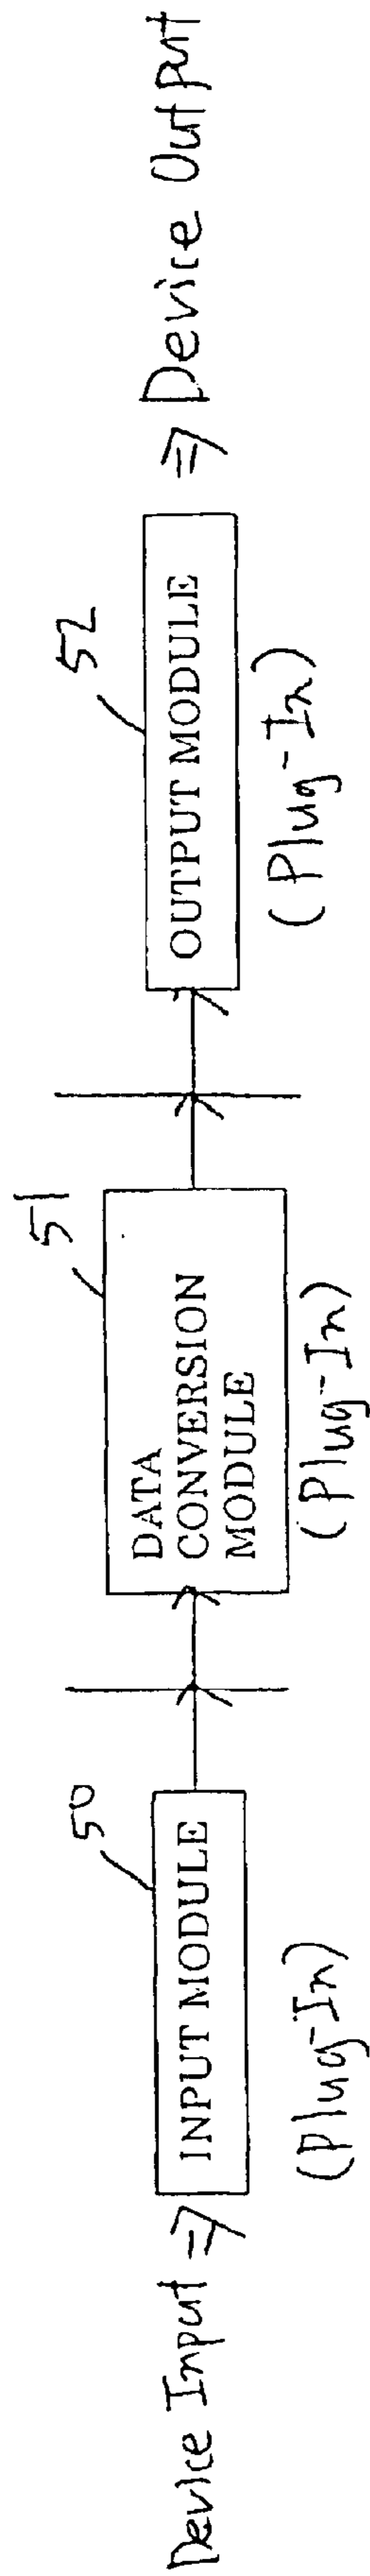 Device Input ⇒
50
INPUT MODULE
(Plug-In)
51
DATA
CONVERSION
MODULE
(Plug-In)
52
OUTPUT MODULE
(Plug-In)
⇒ Device Output